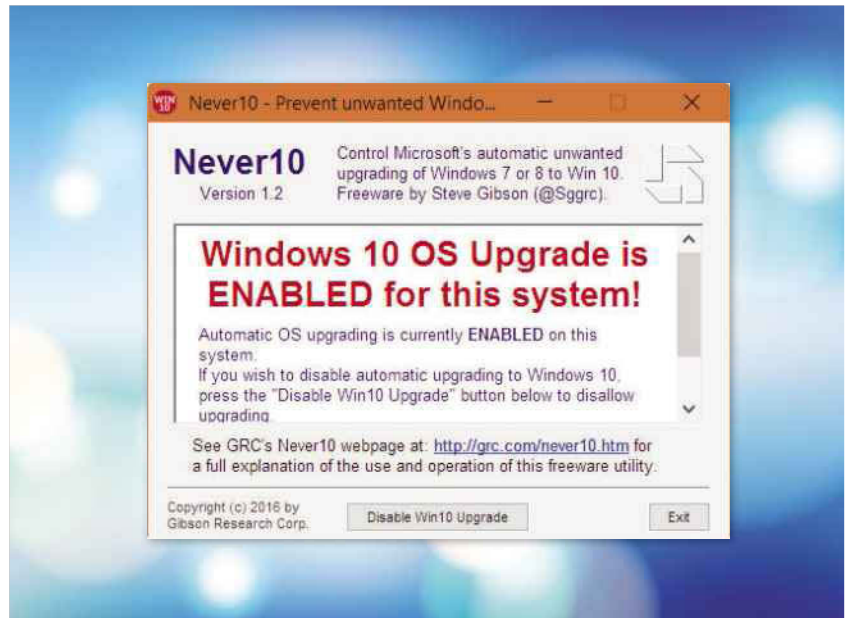 WIN
10
Never10 - Prevent unwanted Windo...
Never10
Version 1.2
Control Microsoft's automatic unwanted
upgrading of Windows 7 or 8 to Win 10.
Freeware by Steve Gibson (@Sggrc).
Windows 10 OS Upgrade is
ENABLED for this system!
Automatic OS upgrading is currently ENABLED on this
system.
If you wish to disable automatic upgrading to Windows 10,
press the "Disable Win10 Upgrade" button below to disallow
upgrading
See GRC's Never10 webpage at: http://grc.com/never10.htm for
a full explanation of the use and operation of this freeware utility.
Copyright (c) 2016 by
Gibson Research Corp.
Disable Win10 Upgrade
Exit